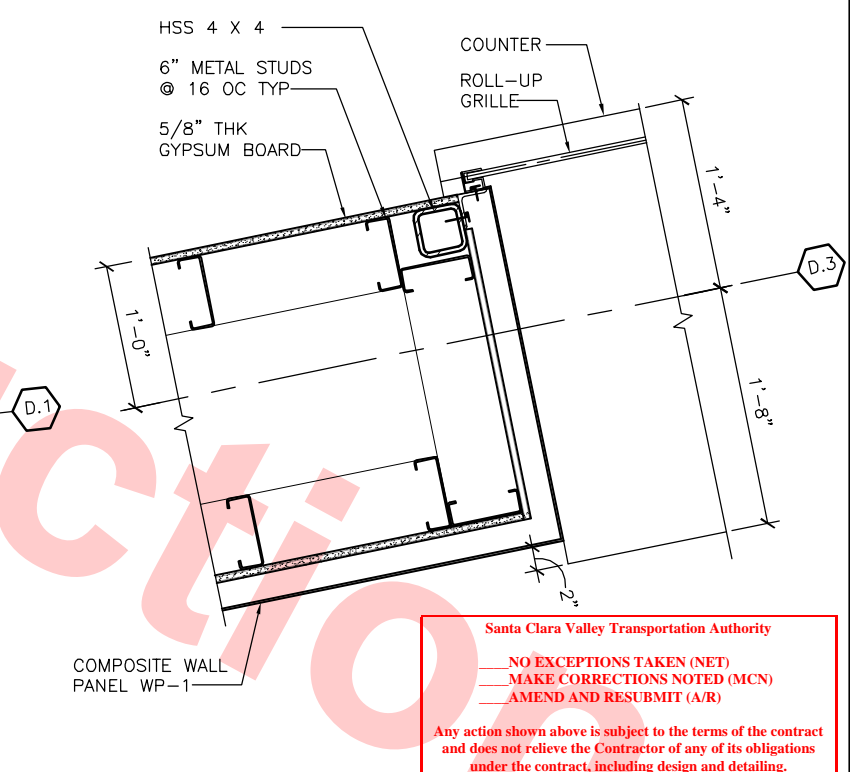 HSS 4 X 4
6" METAL STUDS
@ 16 OC TYP
5/8" THK
GYPSUM BOARD
COUNTER
ROLL-UP
GRILLE
1'-4"
D.3
1'-0"
D.1
1'-8"
2"
COMPOSITE WALL
PANEL WP-1
ction
Santa Clara Valley Transportation Authority
____NO EXCEPTIONS TAKEN (NET)
____MAKE CORRECTIONS NOTED (MCN)
____AMEND AND RESUBMIT (A/R)
Any action shown above is subject to the terms of the contract
and does not relieve the Contractor of any of its obligations
under the contract, including design and detailing.